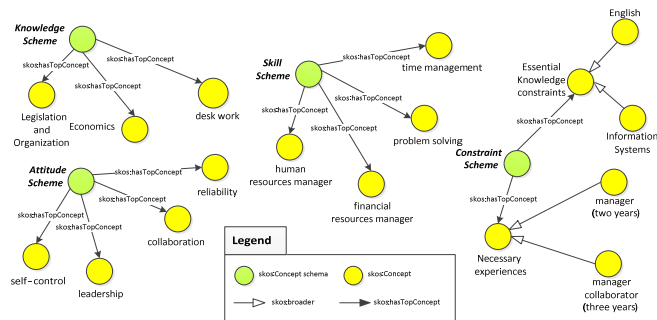 Knowledge
Scheme
skos:hasTopConcept
skos:hasTopConcept
skos:hasTopConcept
Legislation
and
Organization
Economics
desk work
Attitude
Scheme
skos:hasTopConcept
skos:hasTopConcept
skos:hasTopConcept
skos:hasTopConcept
reliability
collaboration
self-control
leadership
Skill
Scheme
skos:hasTopConcept
skos:hasTopConcept
skos:hasTopConcept
skos:hasTopConcept
time management
problem solving
human
resources manager
financial
resources manager
English
Essential
Knowledge
constraints
Information
Systems
skos:hasTopConcept
Constraint
Scheme
skos:hasTopConcept
manager
(two years)
Necessary
experiences
manager
collaborator
(three years)
Legend
skos:Concept schema
skos:Concept
skos:broader
skos:hasTopConcept